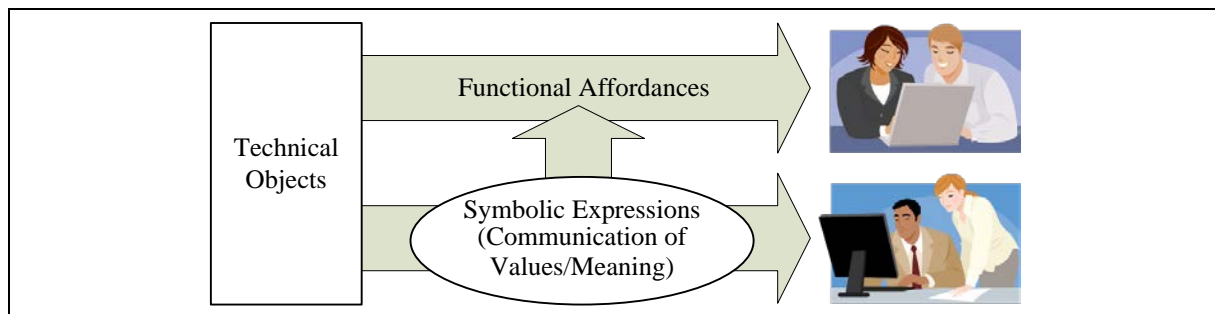 Functional Affordances
Technical
Objects
Symbolic Expressions
(Communication of
Values/Meaning)